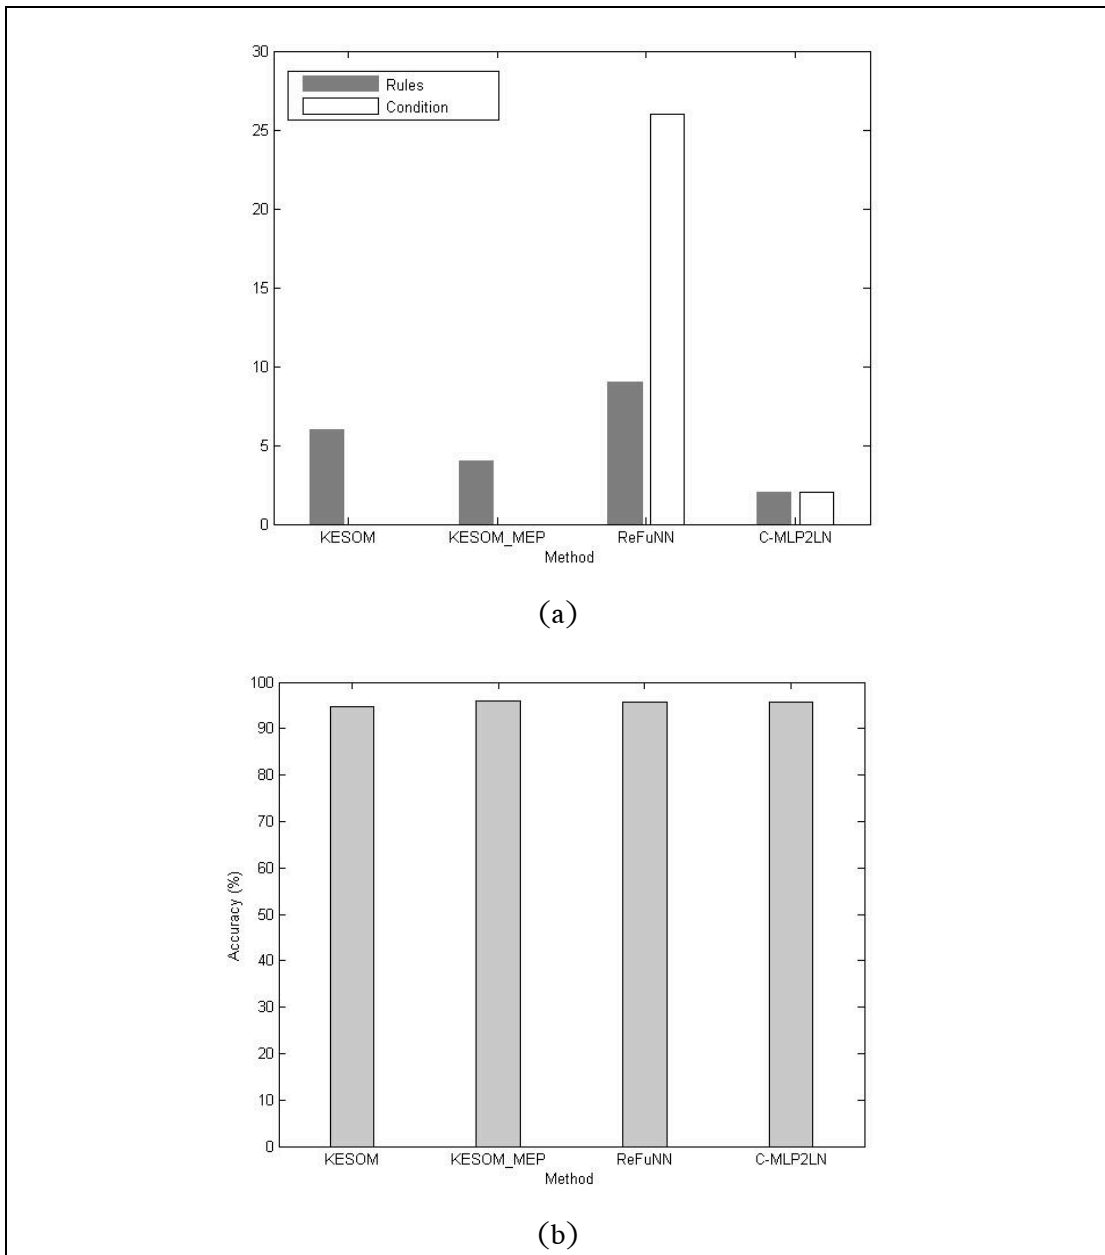 30
25
20
15
10
5
0
Rules
Condition
KESOM KESOM_MEP ReFuNN C-MLP2LN
Method
(a)
100
90
80
70
60
50
40
30
20
10
0
Accuracy (%)
KESOM KESOM_MEP ReFuNN C-MLP2LN
Method
(b)